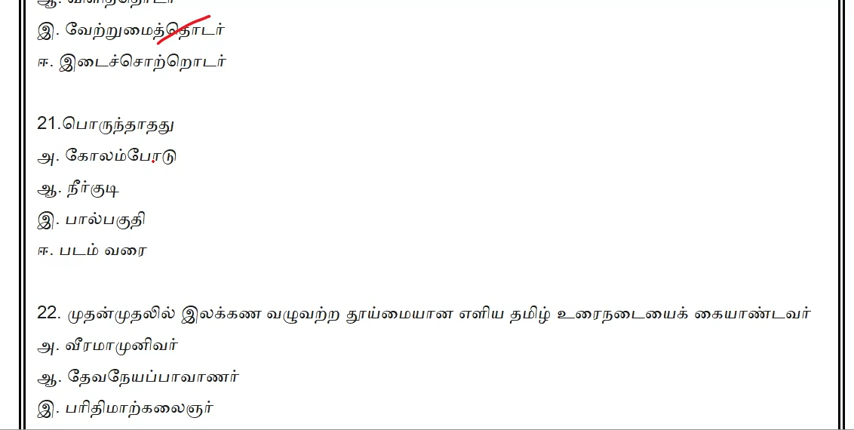 இ. வேற்றுமைத்தொடர்
ஈ. இடைச்சொற்றொடர்
21.பொருந்தாதது
அ. கோலம்போடு
ஆ. நீர்குடி
இ. பால்பகுதி
ஈ. படம் வரை
22. முதன்முதலில் இலக்கண வழுவற்ற தூய்மையான எளிய தமிழ் உரைநடையைக் கையாண்டவர்
அ. வீரமாமுனிவர்
ஆ. தேவநேயப்பாவாணர்
இ. பரிதிமாற்கலைஞர்